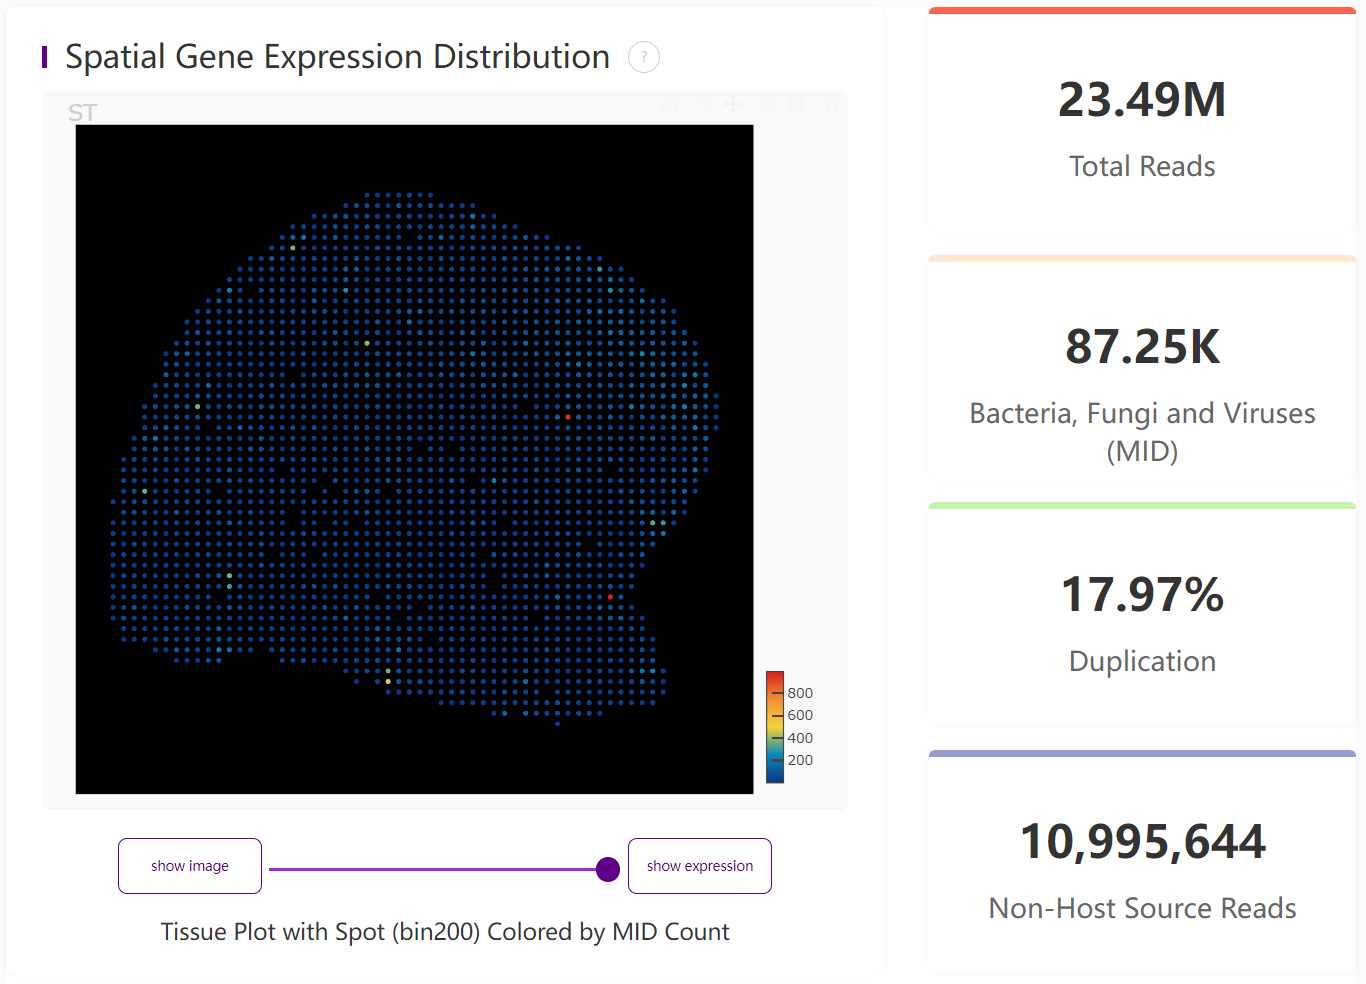 Spatial Gene Expression Distribution
?
ST
800
600
400
200
show image
show expression
Tissue Plot with Spot (bin200) Colored by MID Count
23.49M
Total Reads
87.25K
Bacteria, Fungi and Viruses
(MID)
17.97%
Duplication
10,995,644
Non-Host Source Reads